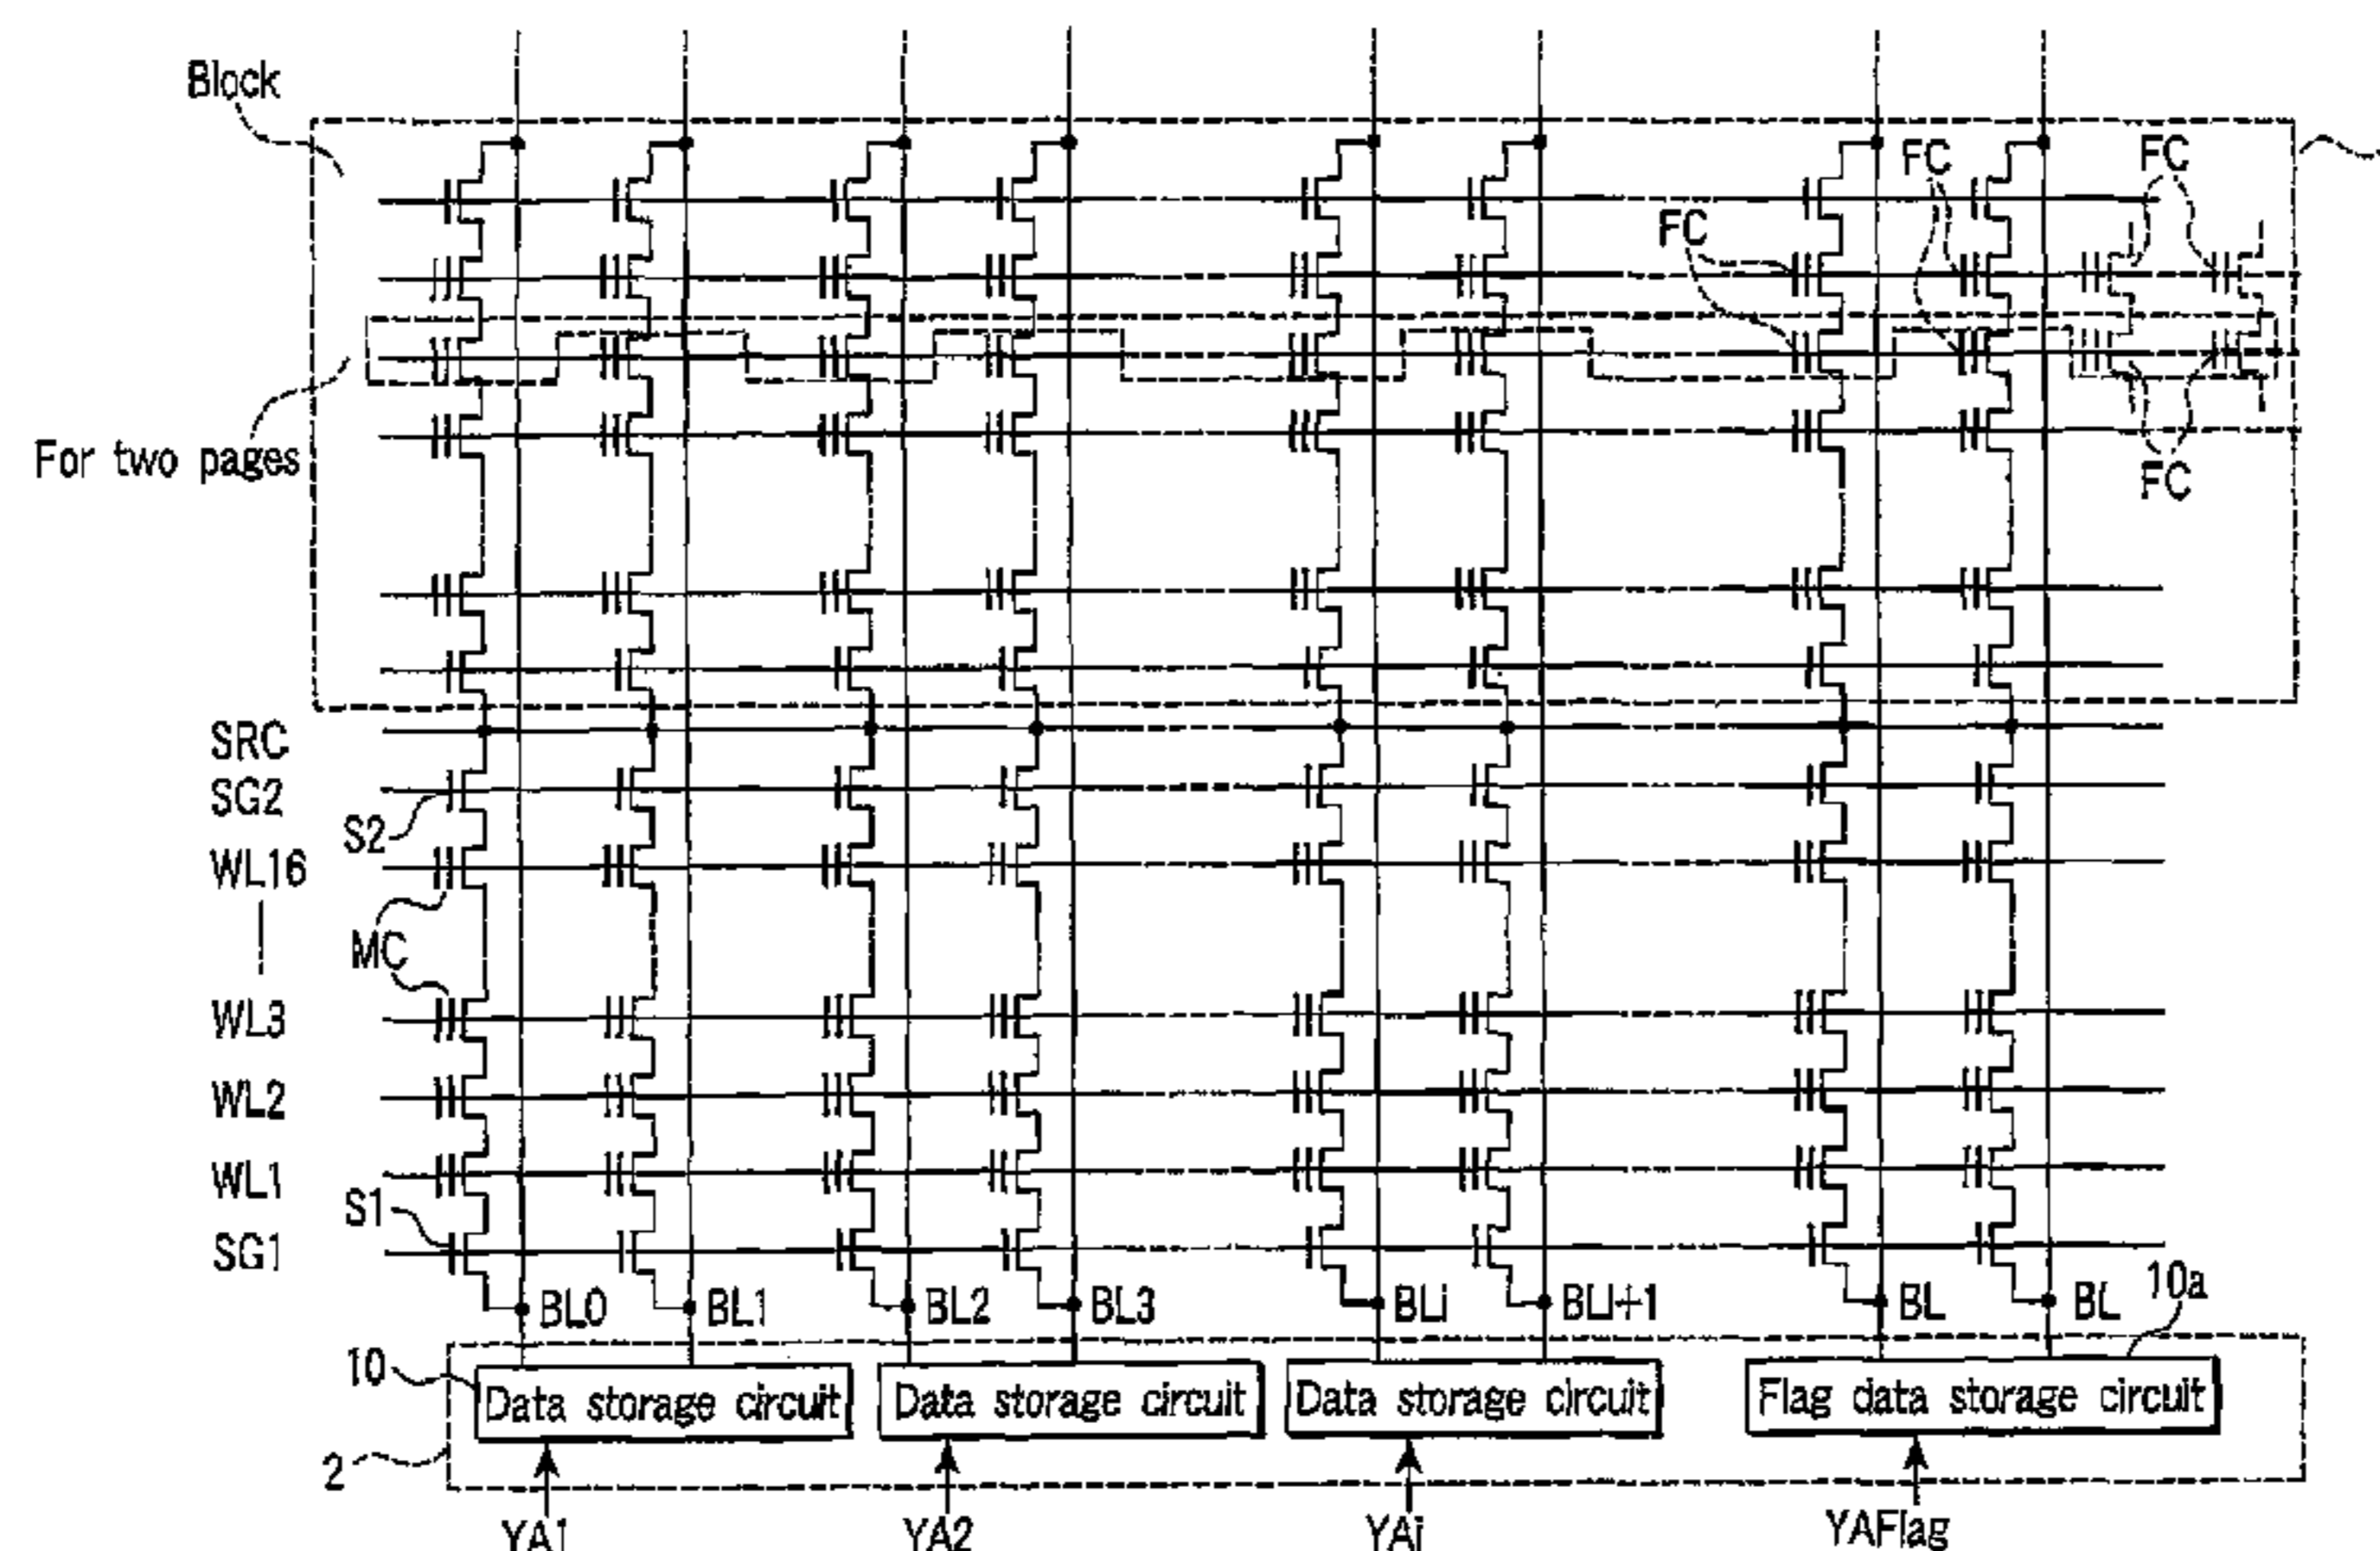 Block
FC
FC
FC
For two pages
FC
SRC
SG2
S2
WL16
MC
WL3
WL2
WL1
S1
SG1
BL0
BL1
BL2
BL3
BLi
BLi+1
BL
BL
10a
10
Data storage circuit
Data storage circuit
Data storage circuit
Flag data storage circuit
2
YA1
YA2
YAi
YAFlag